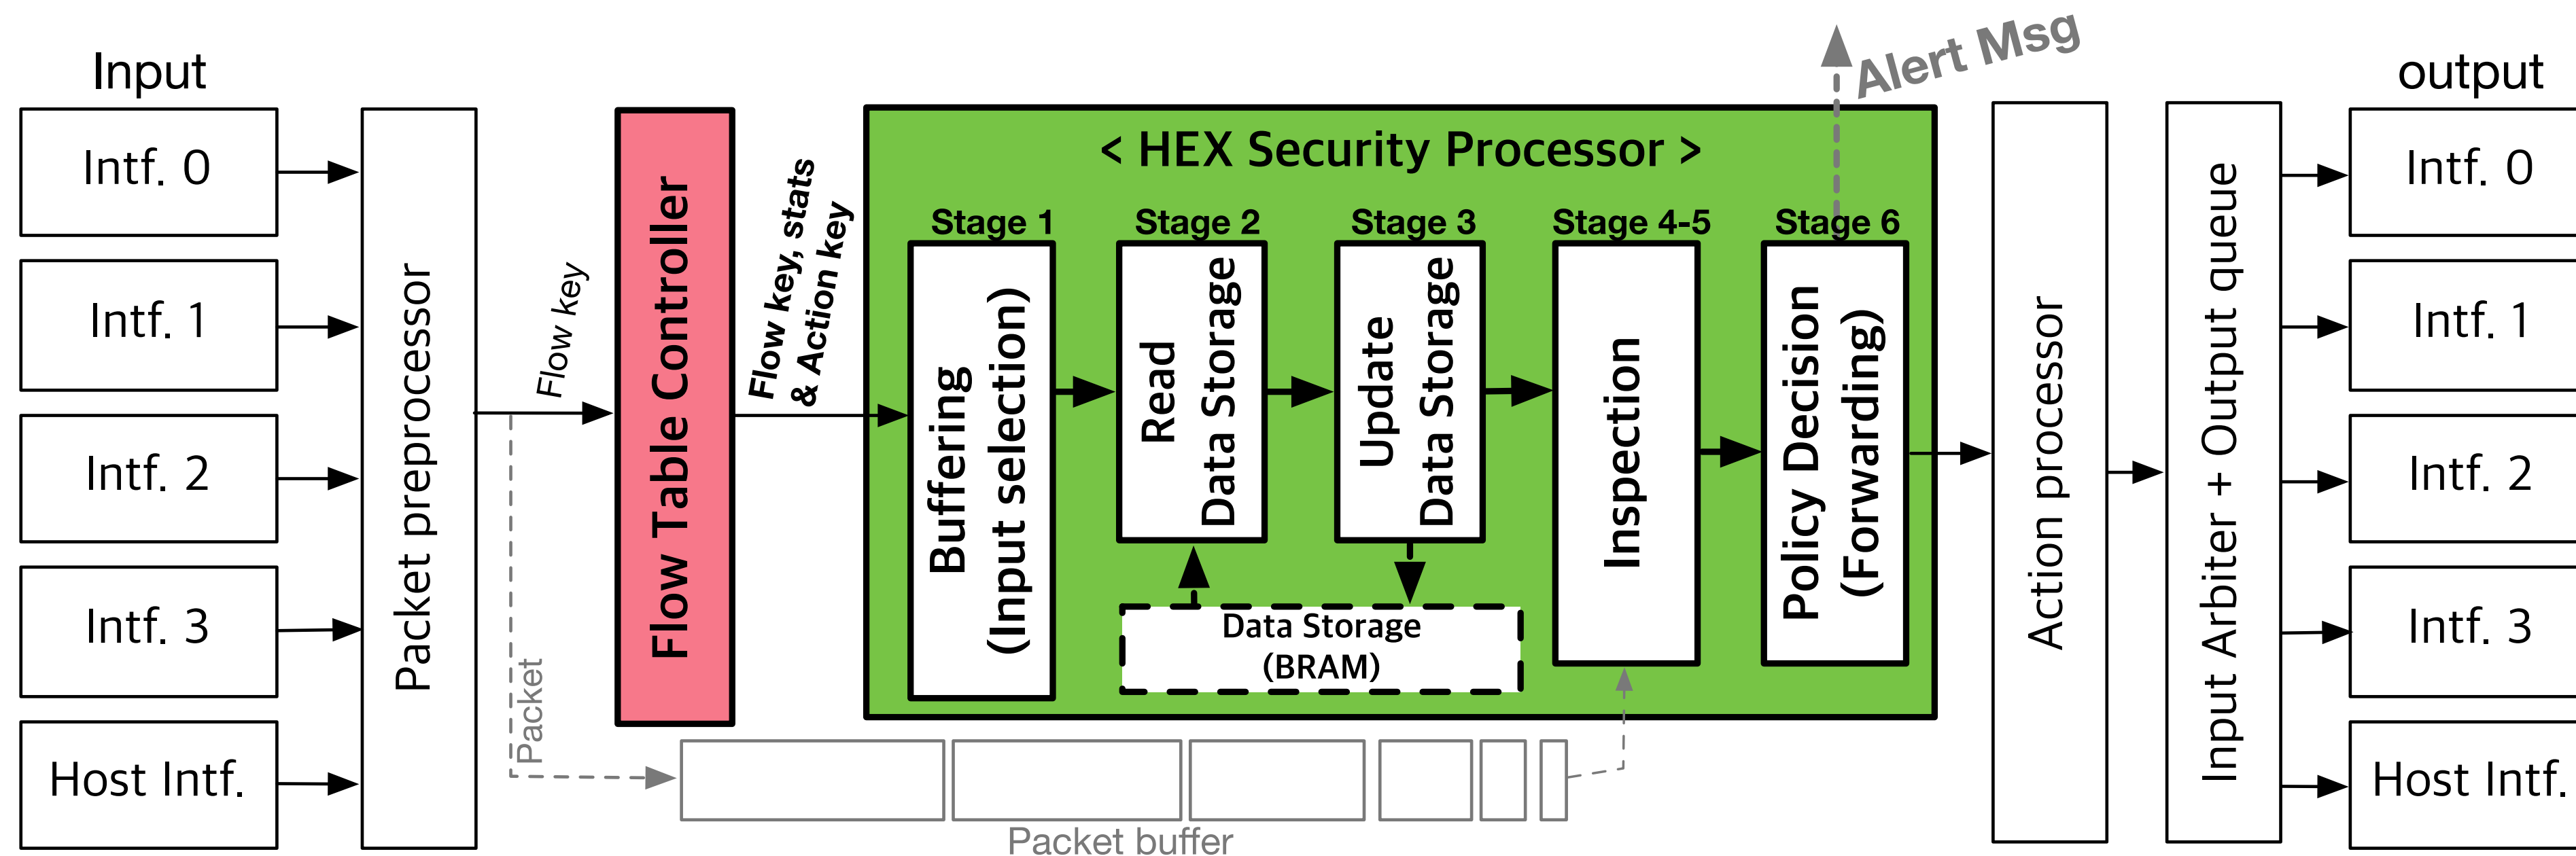 Input
Intf. 0
Intf. 1
Intf. 2
Intf. 3
Host Intf.
Packet preprocessor
Flow key
Packet
Flow Table Controller
Flow key, stats
& Action key
< HEX Security Processor >
Stage 1
Buffering
(Input selection)
Stage 2
Read
Data Storage
Stage 3
Update
Data Storage
Data Storage
(BRAM)
Stage 4-5
Inspection
Stage 6
Policy Decision
(Forwarding)
Alert Msg
Packet buffer
Action processor
Input Arbiter + Output queue
output
Intf. 0
Intf. 1
Intf. 2
Intf. 3
Host Intf.